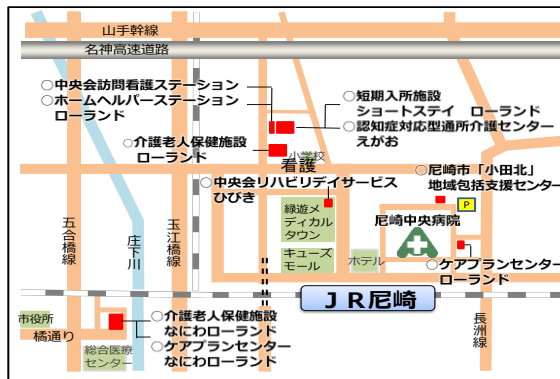 山手幹線
名神高速道路
○中央会訪問看護ステーション
○ホームヘルパーステーション
ローランド
○短期入所施設
ショートステイ ローランド
○認知症対応型通所介護センター
えがお
○介護老人保健施設
ローランド
小学校
看護
○中央会リハビリデイサービス
ひびき
○尼崎市「小田北」
地域包括支援センター
P
五合橋線
庄下川
玉江橋線
緑遊メ
ディカル
タウン
尼崎中央病院
キューズ
モール
ホテル
○ケアプランセンター
ローランド
JR尼崎
長洲線
市役所
橘通り
○介護老人保健施設
なにわローランド
○ケアプランセンター
なにわローランド
総合医療
センター